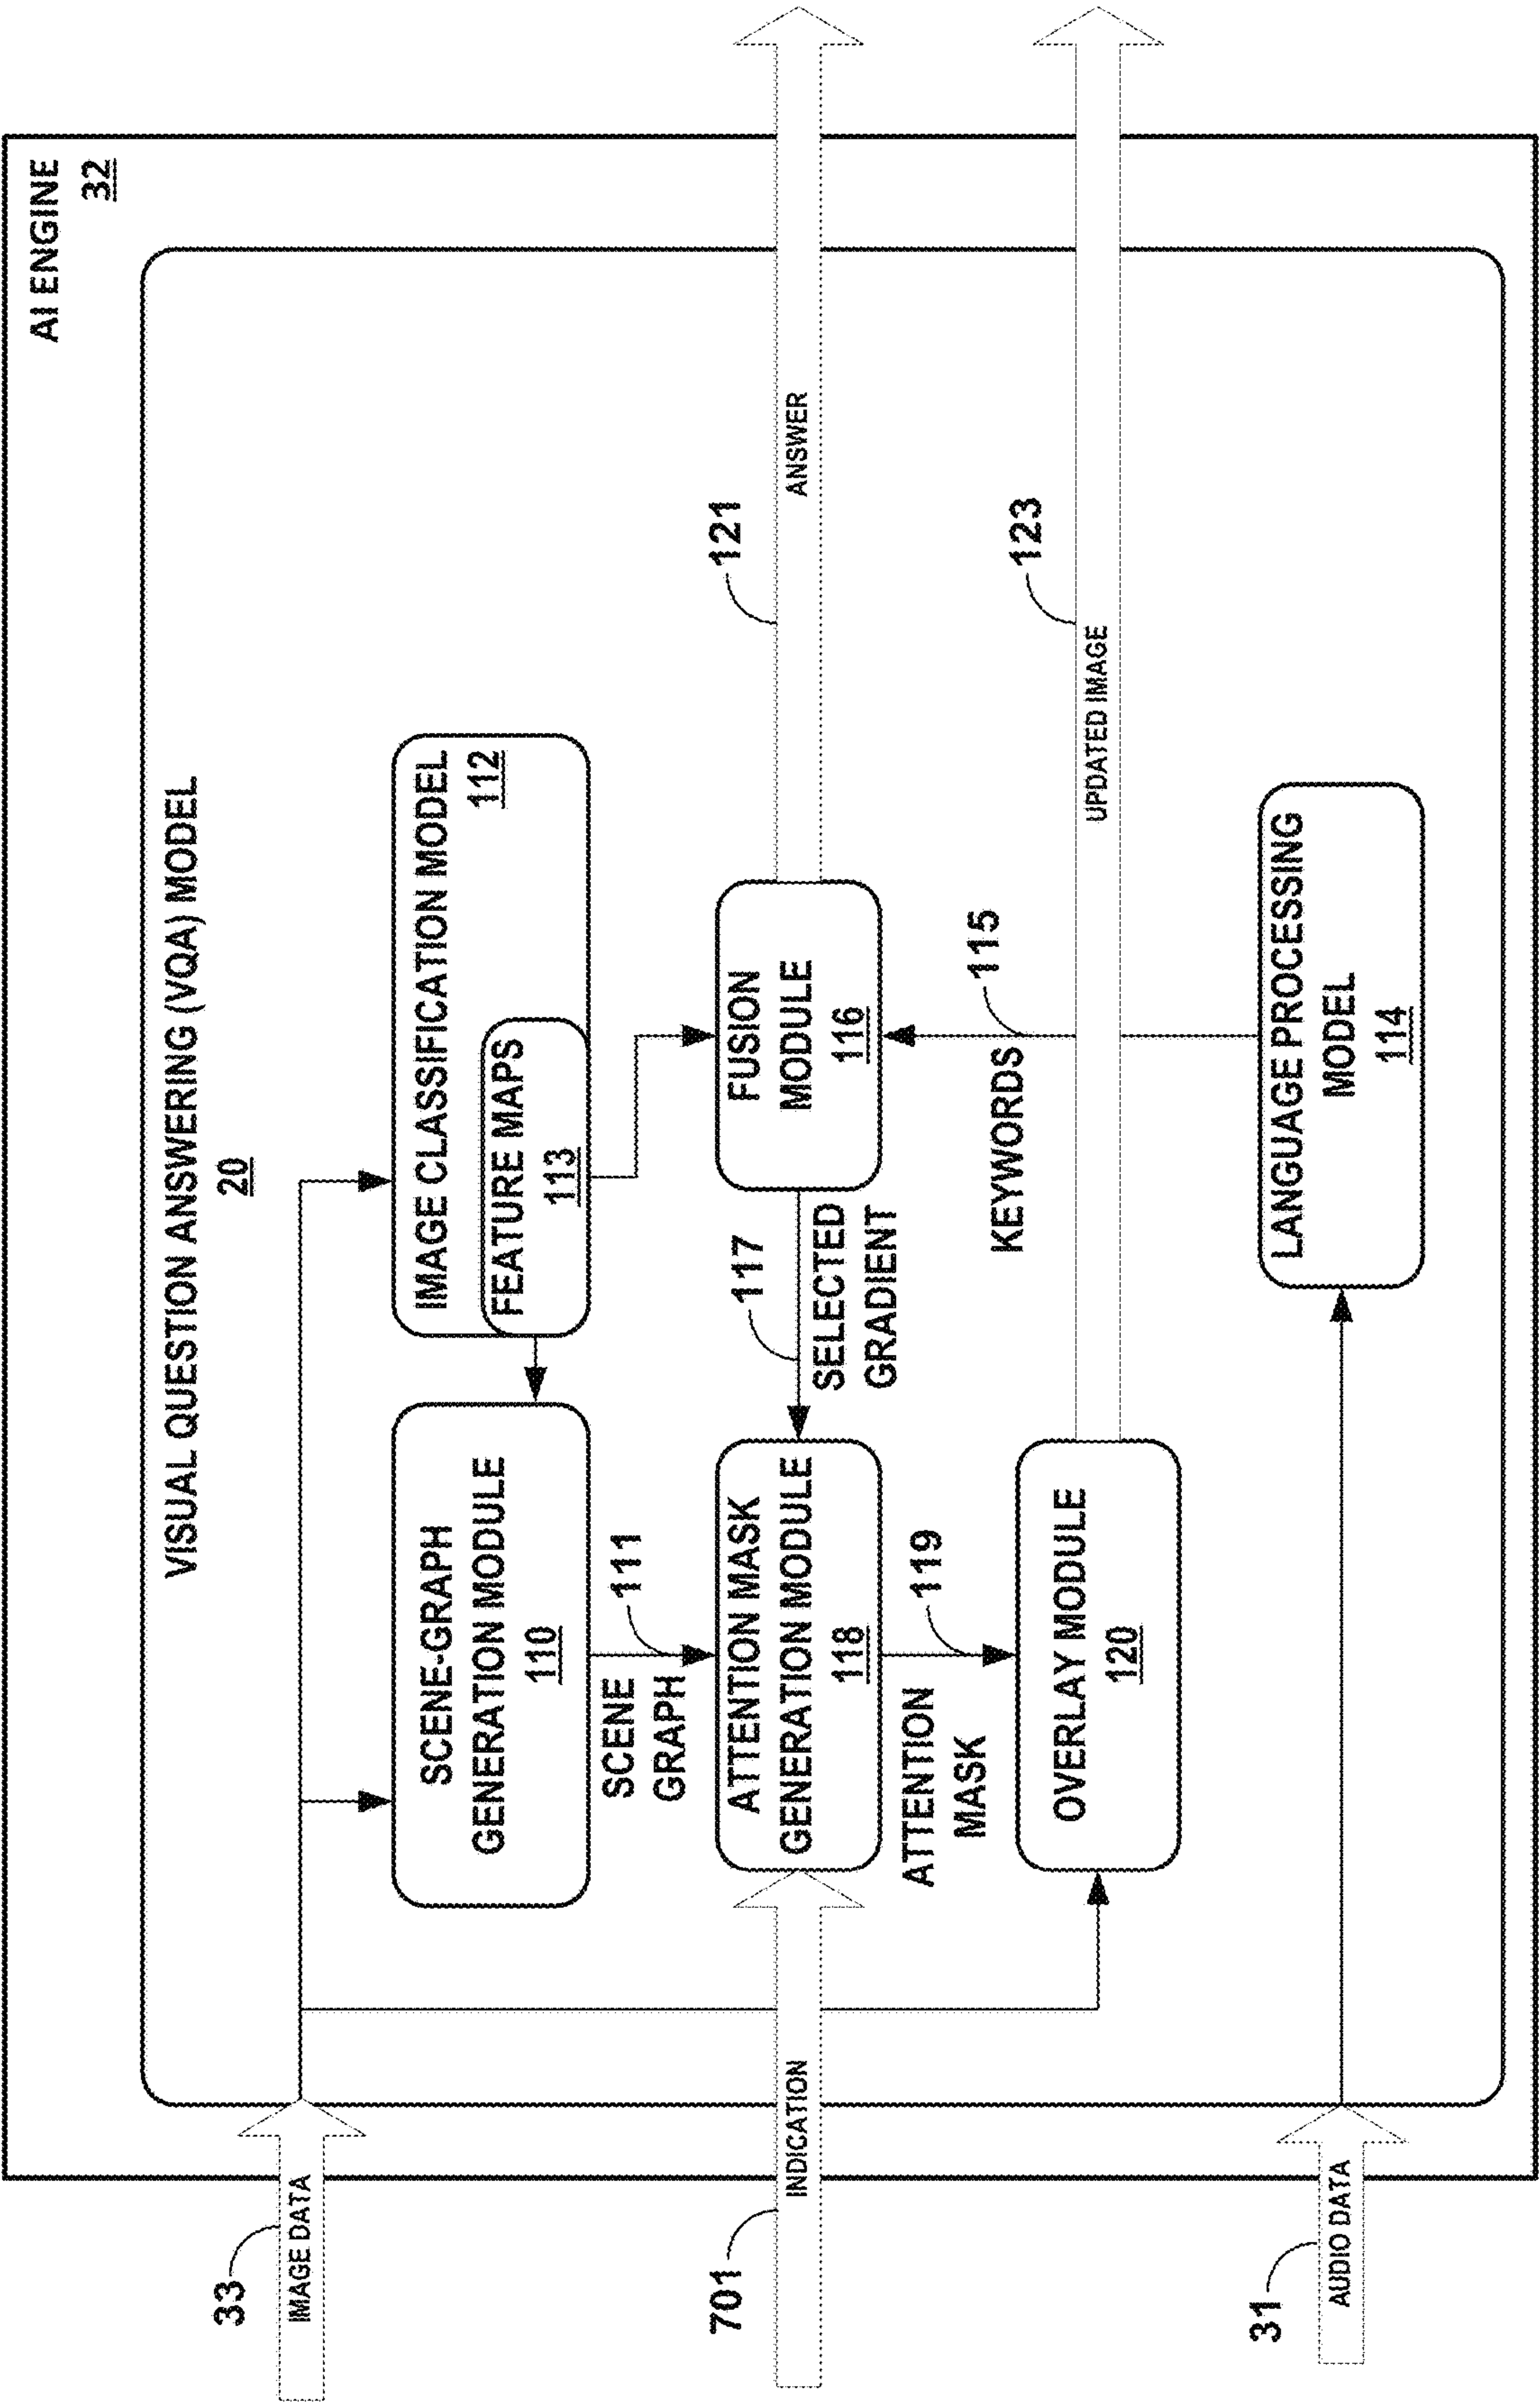 AI ENGINE
32
VISUAL QUESTION ANSWERING (VQA) MODEL
20
33
IMAGE DATA
IMAGE CLASSIFICATION MODEL
112
FEATURE MAPS
113
SCENE-GRAPH
GENERATION MODULE
110
SCENE
GRAPH
111
701
INDICATION
ATTENTION MASK
GENERATION MODULE
118
117
SELECTED
GRADIENT
FUSION
MODULE
116
121
ANSWER
ATTENTION
MASK
119
KEYWORDS
115
OVERLAY MODULE
120
123
UPDATED IMAGE
31
AUDIO DATA
LANGUAGE PROCESSING
MODEL
114